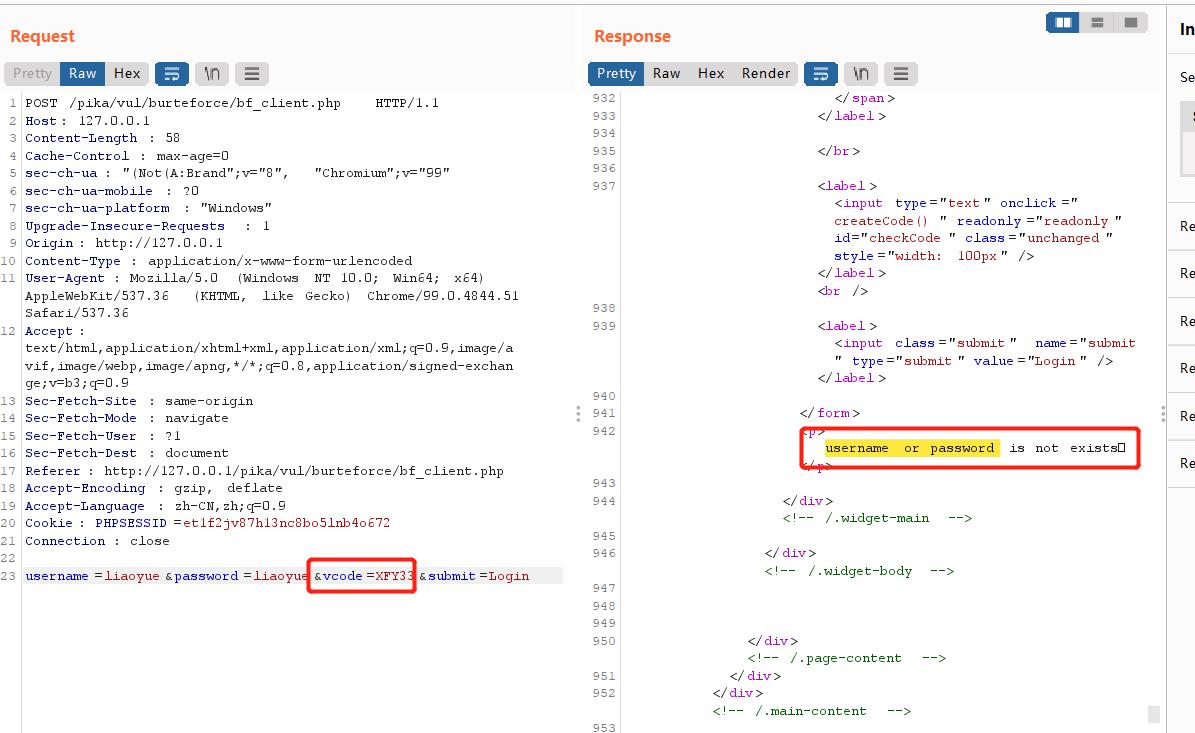 Request
Response
In
Pretty Raw Hex \n
Pretty Raw Hex Render \n
Se
1 POST /pika/vul/burteforce/bf_client.php HTTP/1.1
2 Host: 127.0.0.1
3 Content-Length : 58
4 Cache-Control : max-age=0
5 sec-ch-ua : "(Not(A:Brand";v="8", "Chromium";v="99"
6 sec-ch-ua-mobile : ?0
7 sec-ch-ua-platform : "Windows"
8 Upgrade-Insecure-Requests : 1
9 Origin : http://127.0.0.1
10 Content-Type : application/x-www-form-urlencoded
11 User-Agent : Mozilla/5.0 (Windows NT 10.0; Win64; x64)
AppleWebKit/537.36 (KHTML, like Gecko) Chrome/99.0.4844.51
Safari/537.36
12 Accept :
text/html,application/xhtml+xml,application/xml;q=0.9,image/a
vif,image/webp,image/apng,*/*;q=0.8,application/signed-exchan
ge;v=b3;q=0.9
13 Sec-Fetch-Site : same-origin
14 Sec-Fetch-Mode : navigate
15 Sec-Fetch-User : ?1
16 Sec-Fetch-Dest : document
17 Referer : http://127.0.0.1/pika/vul/burteforce/bf_client.php
18 Accept-Encoding : gzip, deflate
19 Accept-Language : zh-CN,zh;q=0.9
20 Cookie : PHPSESSID =et1f2jv87h13nc8bo5lnb4o672
21 Connection : close
22
23 username =liaoyue &password =liaoyue &vcode =XFY33 &submit =Login
932 </span>
933 </label>
934
935 </br>
936
937 <label >
<input type="text" onclick ="
createCode() " readonly ="readonly "
id="checkCode " class ="unchanged "
style="width: 100px" />
</label>
<br />
938
939 <label >
<input class="submit " name="submit
" type="submit " value="Login " />
</label>
940
941 </form>
942 <p>
username or password is not exists□
</p>
943
944 </div>
<!-- /.widget-main -->
945
946 </div>
<!-- /.widget-body -->
947
948
949
950 </div>
<!-- /.page-content -->
951 </div>
952 </div>
<!-- /.main-content -->
953
Re
Re
Re
Re
Re
Re